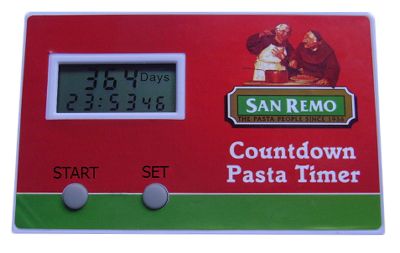 364 Days
23:53 46
START SET
SAN REMO
THE PASTA PEOPLE SINCE 1936
Countdown
Pasta Timer